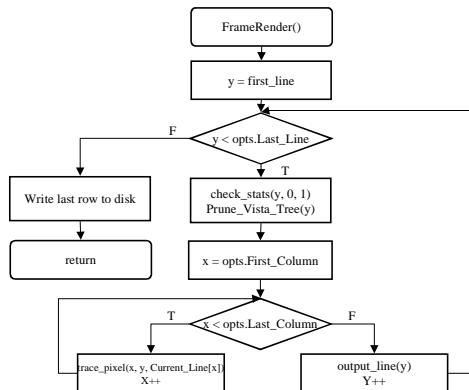 FrameRender()
y = first_line
y < opts.Last_Line
F
T
Write last row to disk
check_stats(y, 0, 1)
Prune_Vista_Tree(y)
return
x = opts.First_Column
x < opts.Last_Column
T
F
trace_pixel(x, y, Current_Line[x])
X++
output_line(y)
Y++